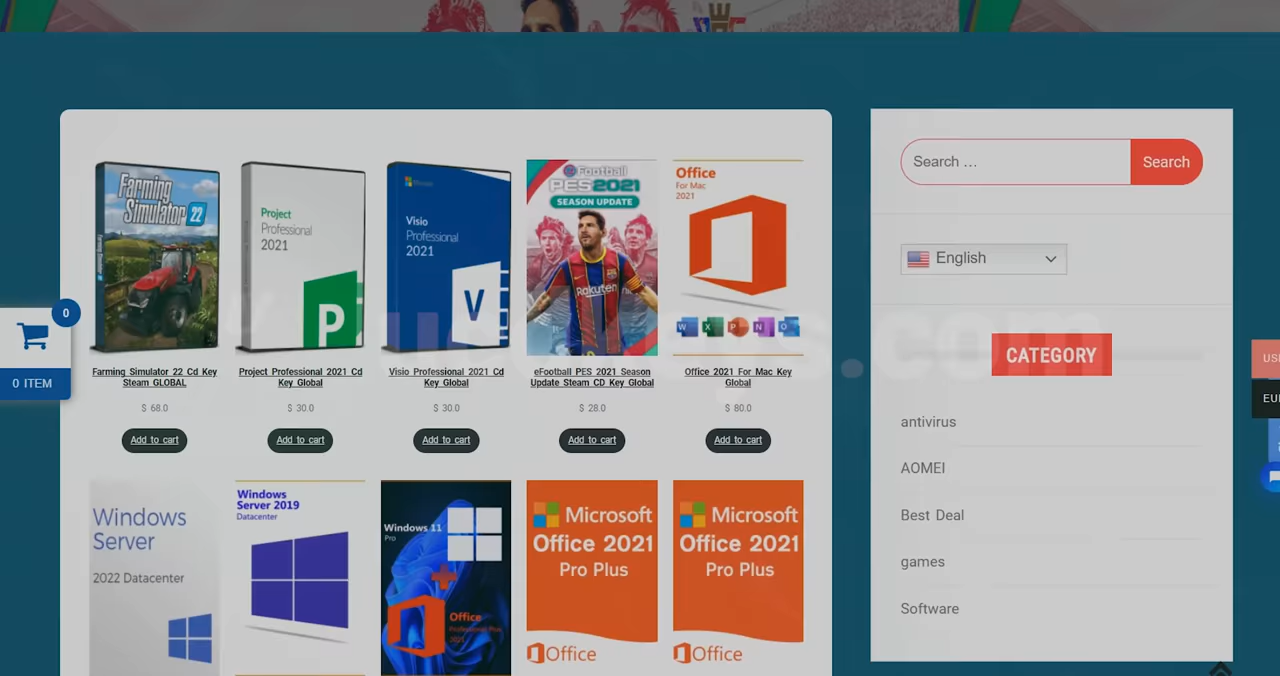 Search …
Search
English
CATEGORY
antivirus
AOMEI
Best Deal
games
Software
0
0 ITEM
Farming
Simulator 22
Project
Professional
2021
P
Visio
Professional
2021
V
eFootball
PES2021
SEASON UPDATE
Rakuten
Office
For Mac
2021
W X P N O
Farming Simulator 22 Cd Key
Steam GLOBAL
$ 68.0
Add to cart
Project Professional 2021 Cd
Key Global
$ 30.0
Add to cart
Visio Professional 2021 Cd
Key Global
$ 30.0
Add to cart
eFootball PES 2021 Season
Update Steam CD Key Global
$ 28.0
Add to cart
Office 2021 For Mac Key
Global
$ 80.0
Add to cart
Windows
Server
2022 Datacenter
Windows
Server 2019
Datacenter
Windows 11
Pro
Office
Professional Plus
2021
Microsoft
Office 2021
Pro Plus
Office
Microsoft
Office 2021
Pro Plus
Office
EU